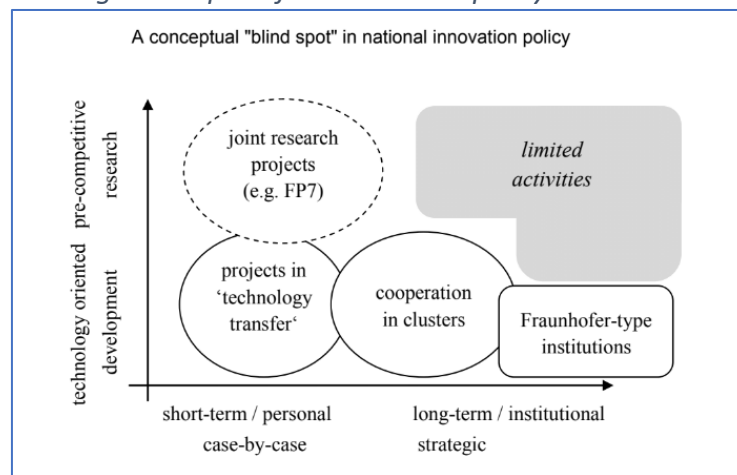 A conceptual "blind spot" in national innovation policy
pre-competitive
research
joint research
projects
(e.g. FP7)
limited
activities
technology oriented
development
projects in
‘technology
transfer‘
cooperation
in clusters
Fraunhofer-type
institutions
short-term / personal
case-by-case
long-term / institutional
strategic